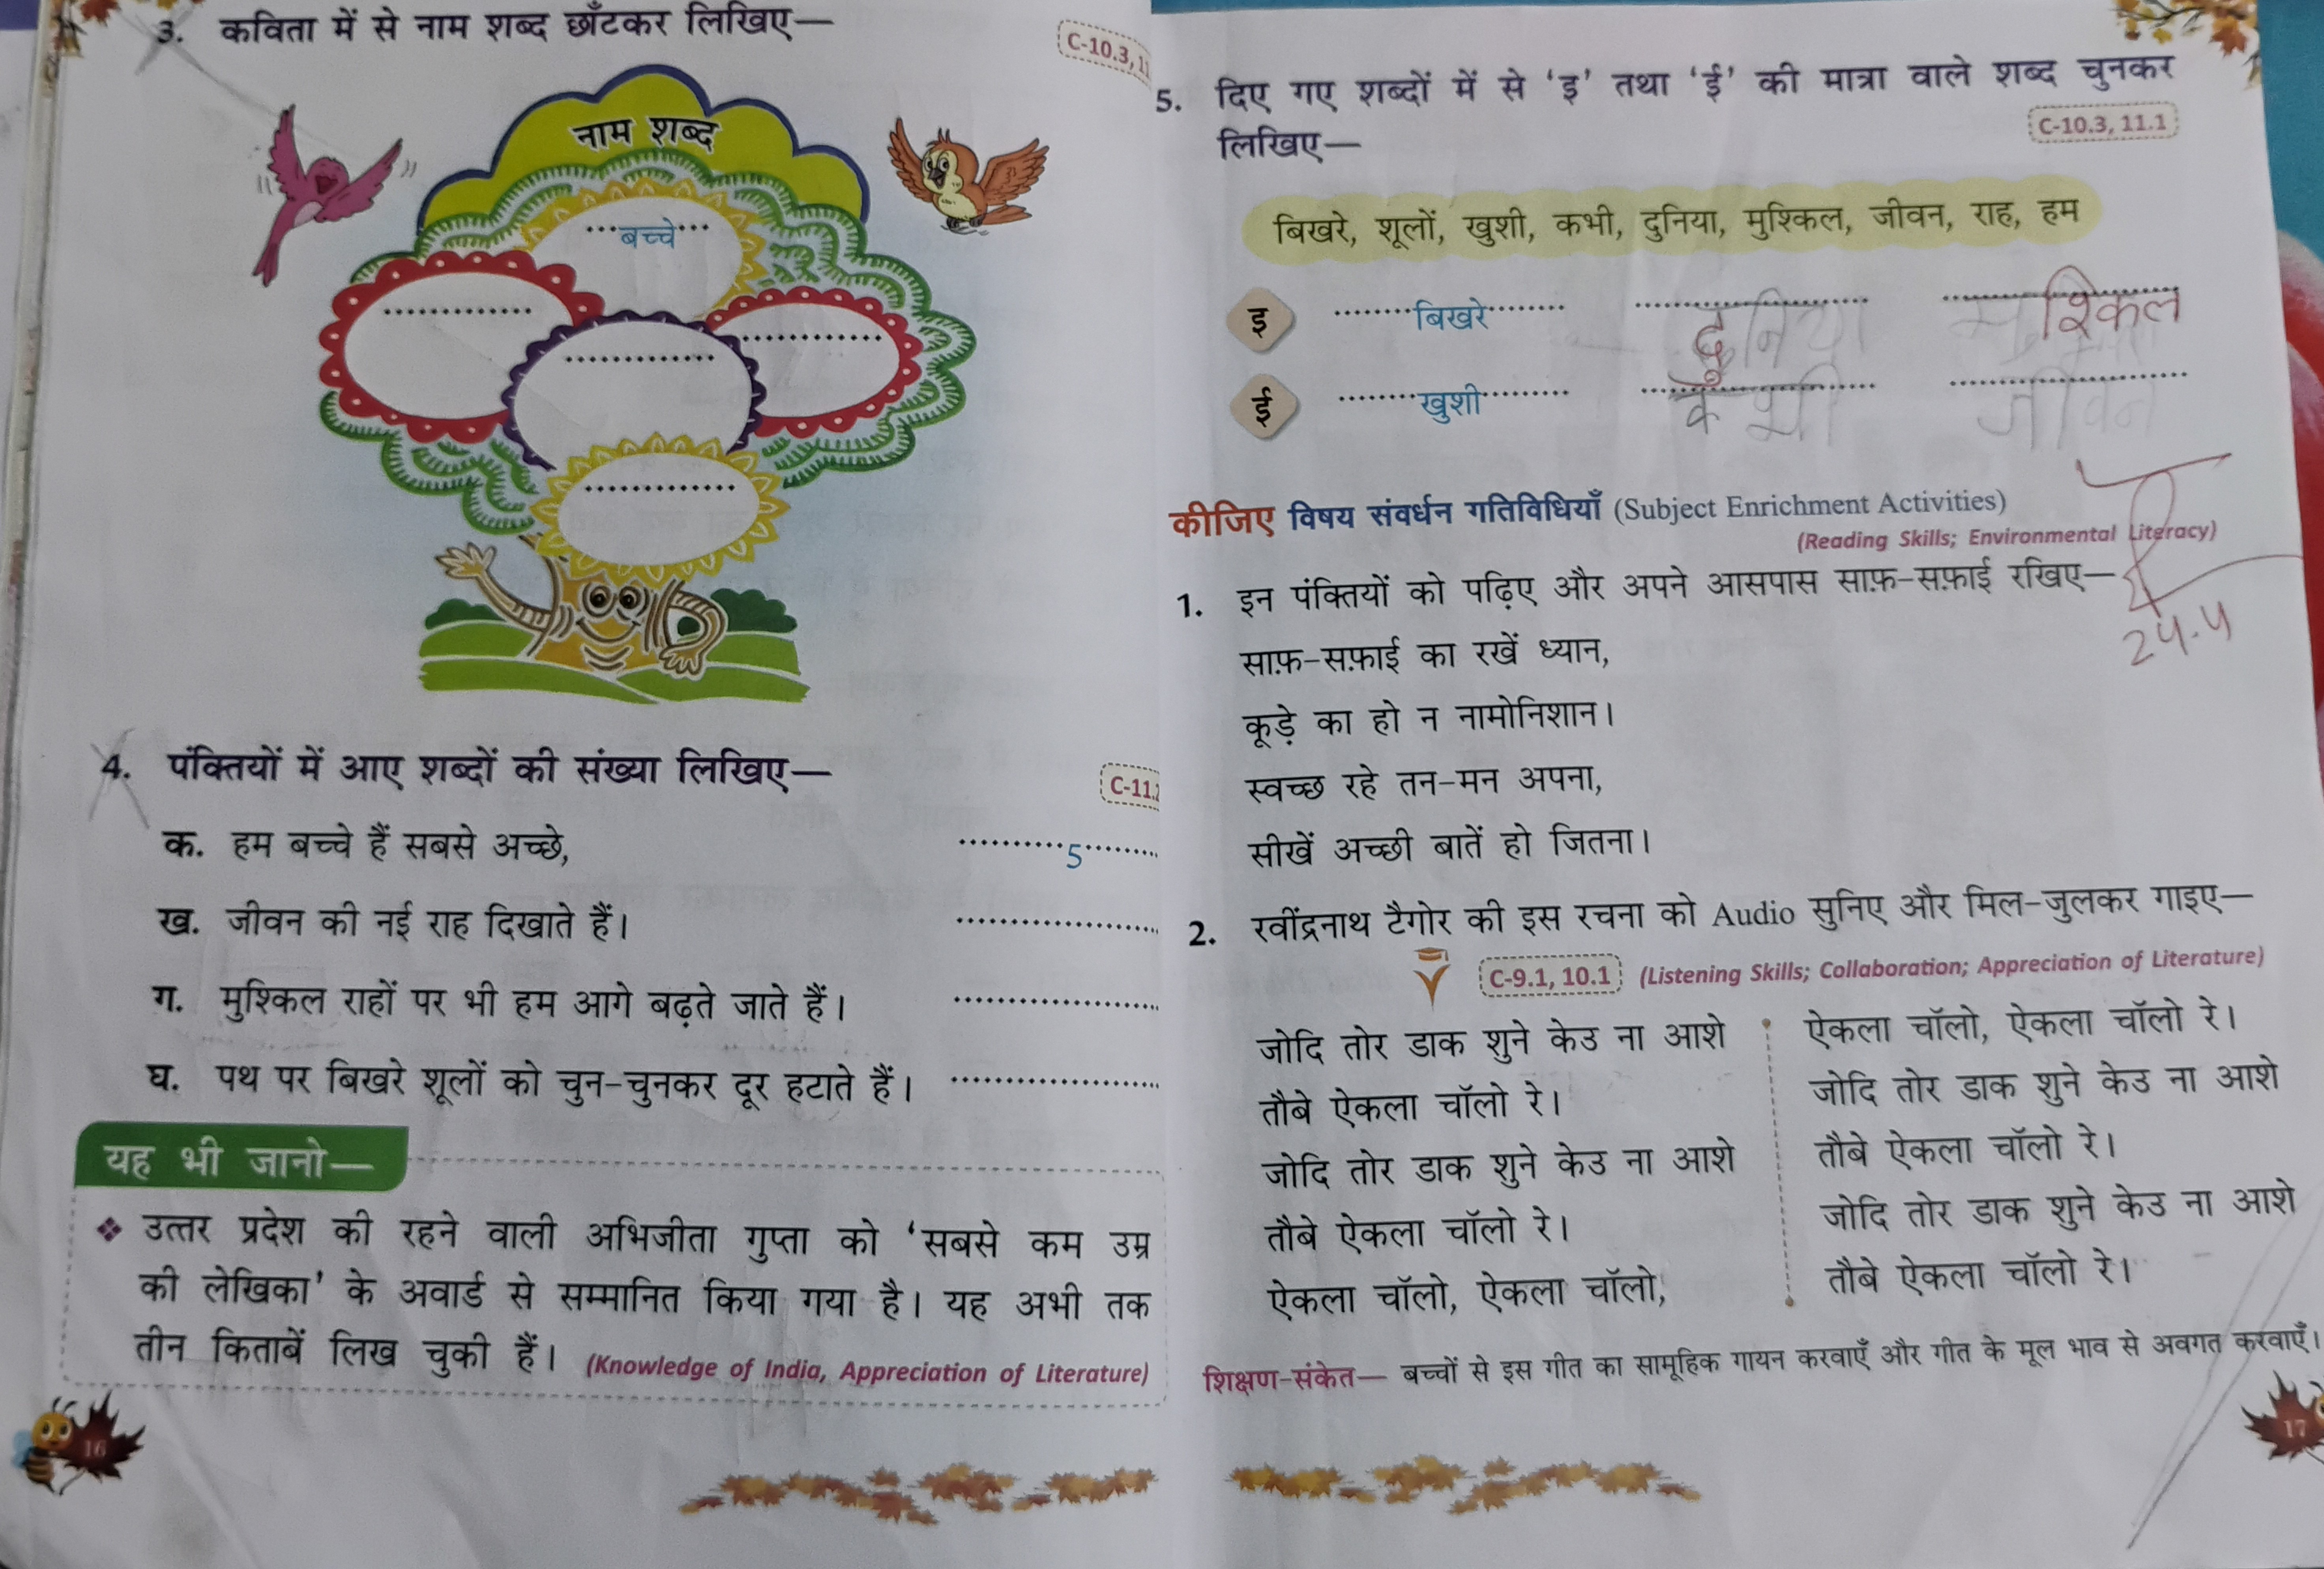 3. कविता में से नाम शब्द छाँटकर लिखिए—
C-10.3, 11
नाम शब्द
बच्चे
4. पंक्तियों में आए शब्दों की संख्या लिखिए—
C-11.
क. हम बच्चे हैं सबसे अच्छे, 5
ख. जीवन की नई राह दिखाते हैं।
ग. मुश्किल राहों पर भी हम आगे बढ़ते जाते हैं।
घ. पथ पर बिखरे शूलों को चुन-चुनकर दूर हटाते हैं।
यह भी जानो—
❖ उत्तर प्रदेश की रहने वाली अभिजीता गुप्ता को ‘सबसे कम उम्र
की लेखिका’ के अवार्ड से सम्मानित किया गया है। यह अभी तक
तीन किताबें लिख चुकी हैं। (Knowledge of India, Appreciation of Literature)
16
5. दिए गए शब्दों में से ‘इ’ तथा ‘ई’ की मात्रा वाले शब्द चुनकर
लिखिए—
C-10.3, 11.1
बिखरे, शूलों, खुशी, कभी, दुनिया, मुश्किल, जीवन, राह, हम
इ बिखरे दुनिया मुश्किल
ई खुशी कभी जीवन
कीजिए विषय संवर्धन गतिविधियाँ (Subject Enrichment Activities)
(Reading Skills; Environmental Literacy)
1. इन पंक्तियों को पढ़िए और अपने आसपास साफ़-सफ़ाई रखिए—
साफ़-सफ़ाई का रखें ध्यान,
कूड़े का हो न नामोनिशान।
स्वच्छ रहे तन-मन अपना,
सीखें अच्छी बातें हो जितना।
2. रवींद्रनाथ टैगोर की इस रचना को Audio सुनिए और मिल-जुलकर गाइए—
C-9.1, 10.1 (Listening Skills; Collaboration; Appreciation of Literature)
जोदि तोर डाक शुने केउ ना आशे
तौबे ऐकला चॉलो रे।
जोदि तोर डाक शुने केउ ना आशे
तौबे ऐकला चॉलो रे।
ऐकला चॉलो, ऐकला चॉलो,
ऐकला चॉलो, ऐकला चॉलो रे।
जोदि तोर डाक शुने केउ ना आशे
तौबे ऐकला चॉलो रे।
जोदि तोर डाक शुने केउ ना आशे
तौबे ऐकला चॉलो रे।
शिक्षण-संकेत— बच्चों से इस गीत का सामूहिक गायन करवाएँ और गीत के मूल भाव से अवगत करवाएँ।
17